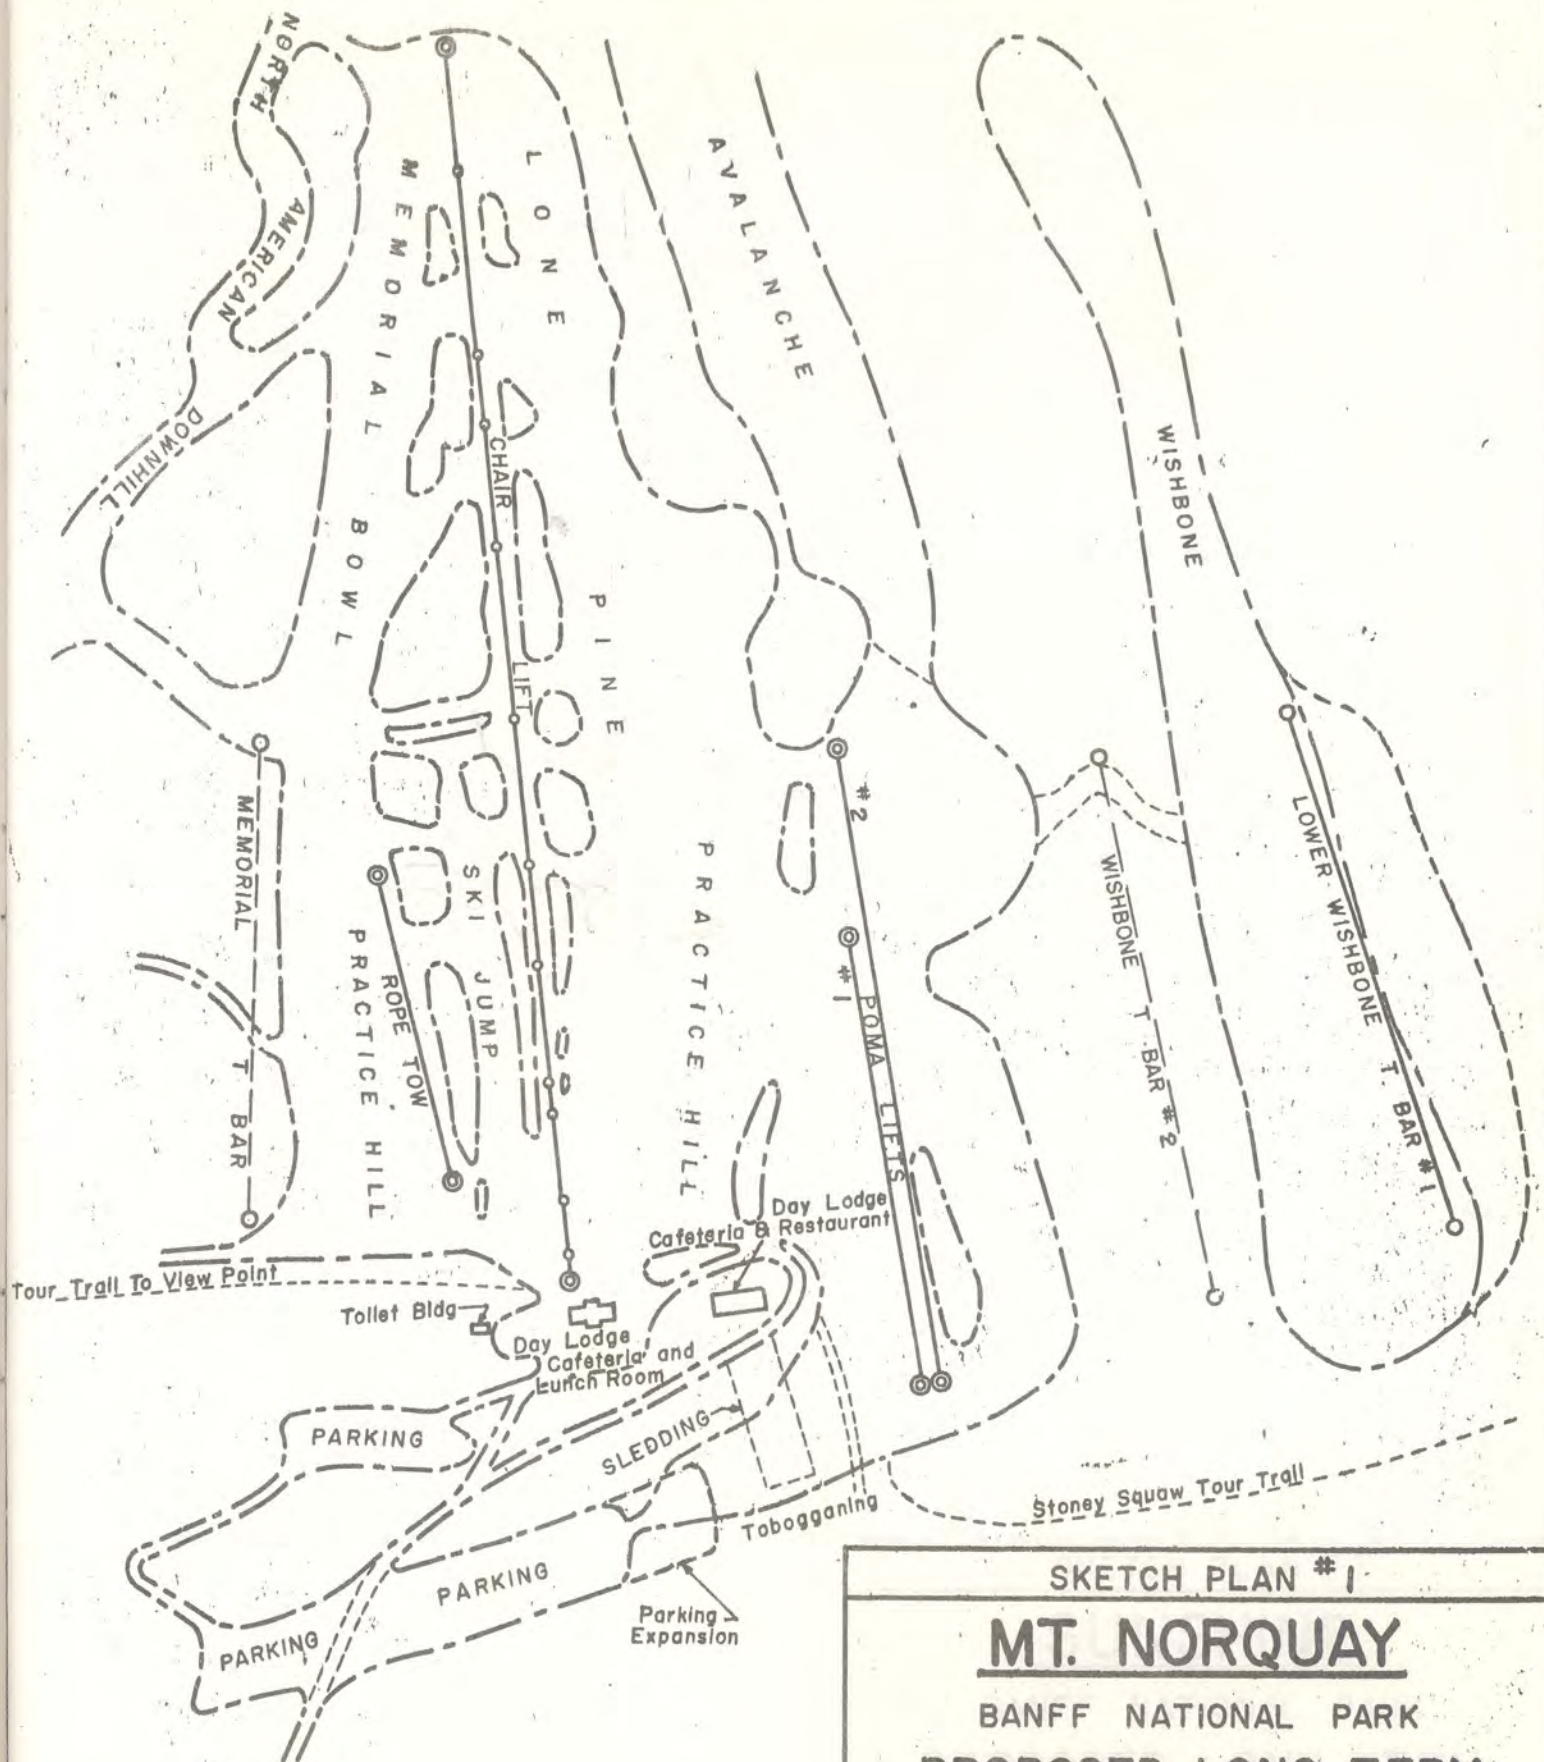 NORTH
AMERICAN
DOWNHILL
MEMORIAL BOWL
LONE PINE
AVALANCHE
WISHBONE
CHAIR LIFT
MEMORIAL T BAR
PRACTICE HILL
ROPE TOW
SKI JUMP
PRACTICE HILL
#2
#1
POMA LIFTS
WISHBONE T BAR #2
LOWER WISHBONE T. BAR #1
Tour Trail To View Point
Toilet Bldg
Day Lodge
Cafeteria and
Lunch Room
Day Lodge
Cafeteria & Restaurant
PARKING
SLEDDING
Tobogganing
Stoney Squaw Tour Trail
PARKING
PARKING
Parking
Expansion
SKETCH PLAN #1
MT. NORQUAY
BANFF NATIONAL PARK
PROPOSED LONG TERM